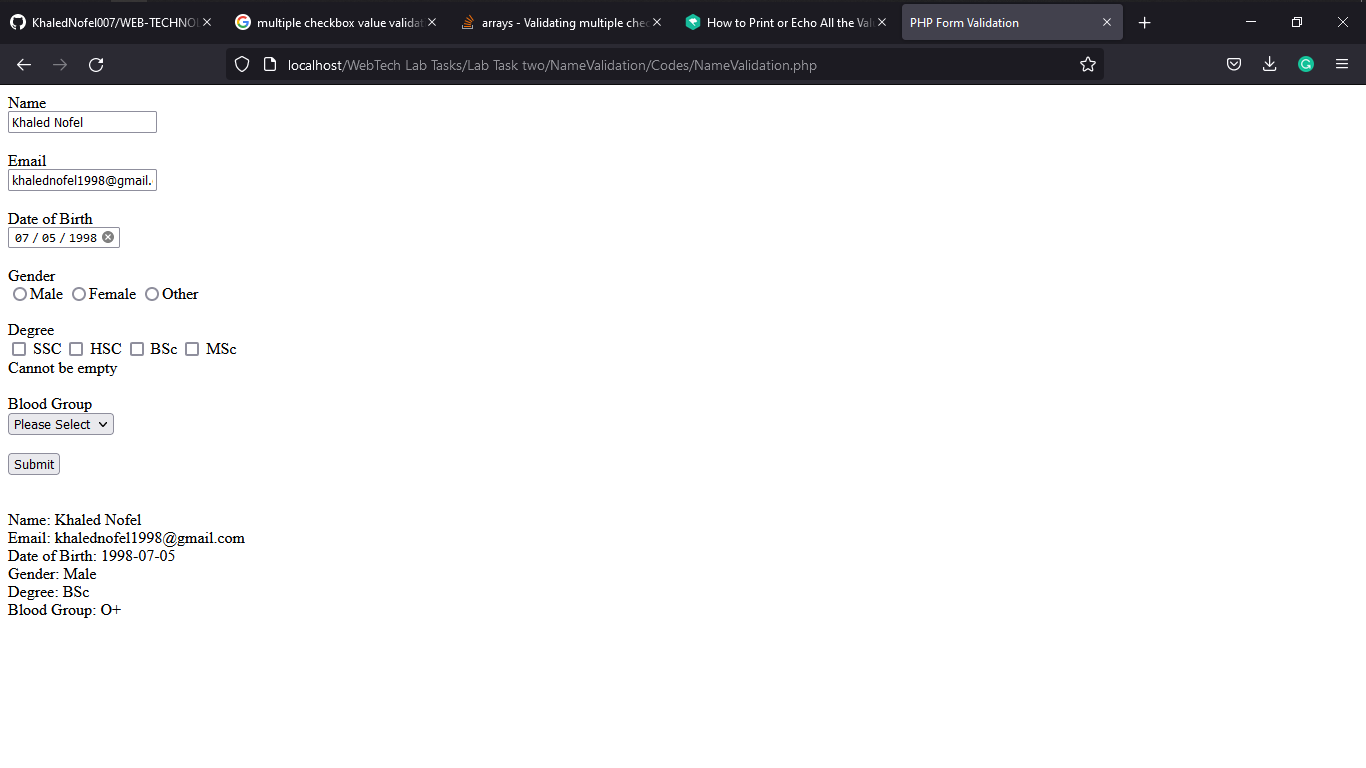 KhaledNofel007/WEB-TECHNOL
multiple checkbox value validat
arrays - Validating multiple chec
How to Print or Echo All the Val
PHP Form Validation
localhost/WebTech Lab Tasks/Lab Task two/NameValidation/Codes/NameValidation.php
Name
Khaled Nofel
Email
khalednofel1998@gmail.
Date of Birth
07 / 05 / 1998
Gender
Male Female Other
Degree
SSC HSC BSc MSc
Cannot be empty
Blood Group
Please Select
Submit
Name: Khaled Nofel
Email: khalednofel1998@gmail.com
Date of Birth: 1998-07-05
Gender: Male
Degree: BSc
Blood Group: O+